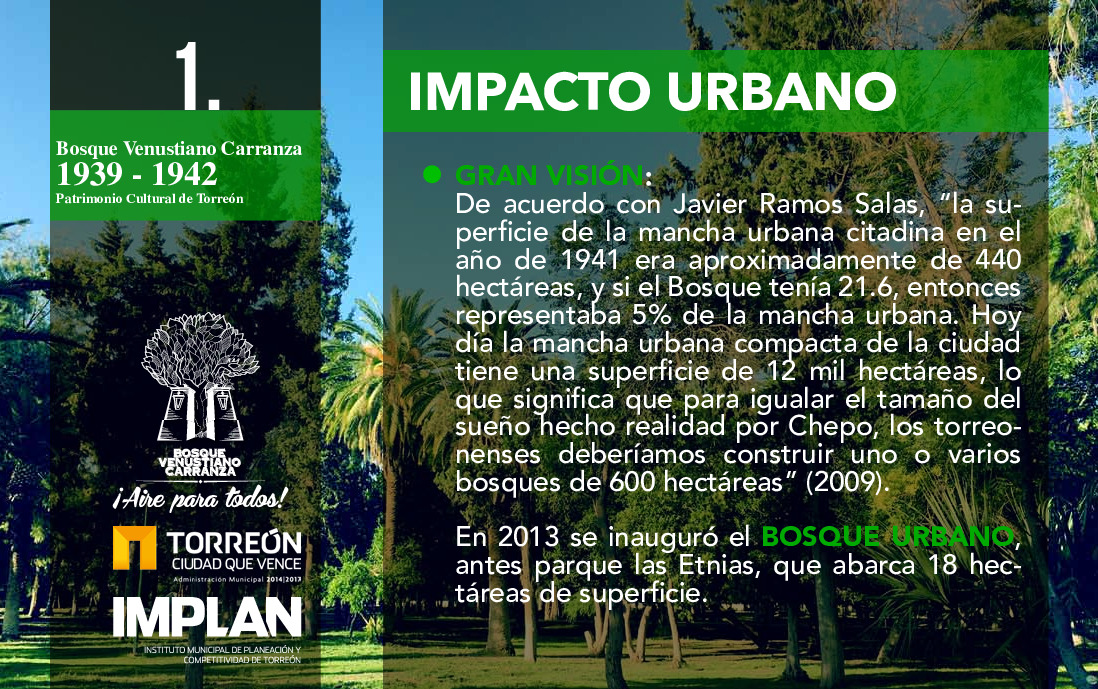 1.
Bosque Venustiano Carranza
1939 - 1942
Patrimonio Cultural de Torreón
BOSQUE
VENUSTIANO
CARRANZA
¡Aire para todos!
TORREÓN
CIUDAD QUE VENCE
Administración Municipal 2014|2017
IMPLAN
INSTITUTO MUNICIPAL DE PLANEACIÓN Y
COMPETITIVIDAD DE TORREÓN
IMPACTO URBANO
● GRAN VISIÓN:
De acuerdo con Javier Ramos Salas, “la su-
perficie de la mancha urbana citadina en el
año de 1941 era aproximadamente de 440
hectáreas, y si el Bosque tenía 21.6, entonces
representaba 5% de la mancha urbana. Hoy
día la mancha urbana compacta de la ciudad
tiene una superficie de 12 mil hectáreas, lo
que significa que para igualar el tamaño del
sueño hecho realidad por Chepo, los torreo-
nenses deberíamos construir uno o varios
bosques de 600 hectáreas” (2009).
En 2013 se inauguró el BOSQUE URBANO,
antes parque las Etnias, que abarca 18 hec-
táreas de superficie.